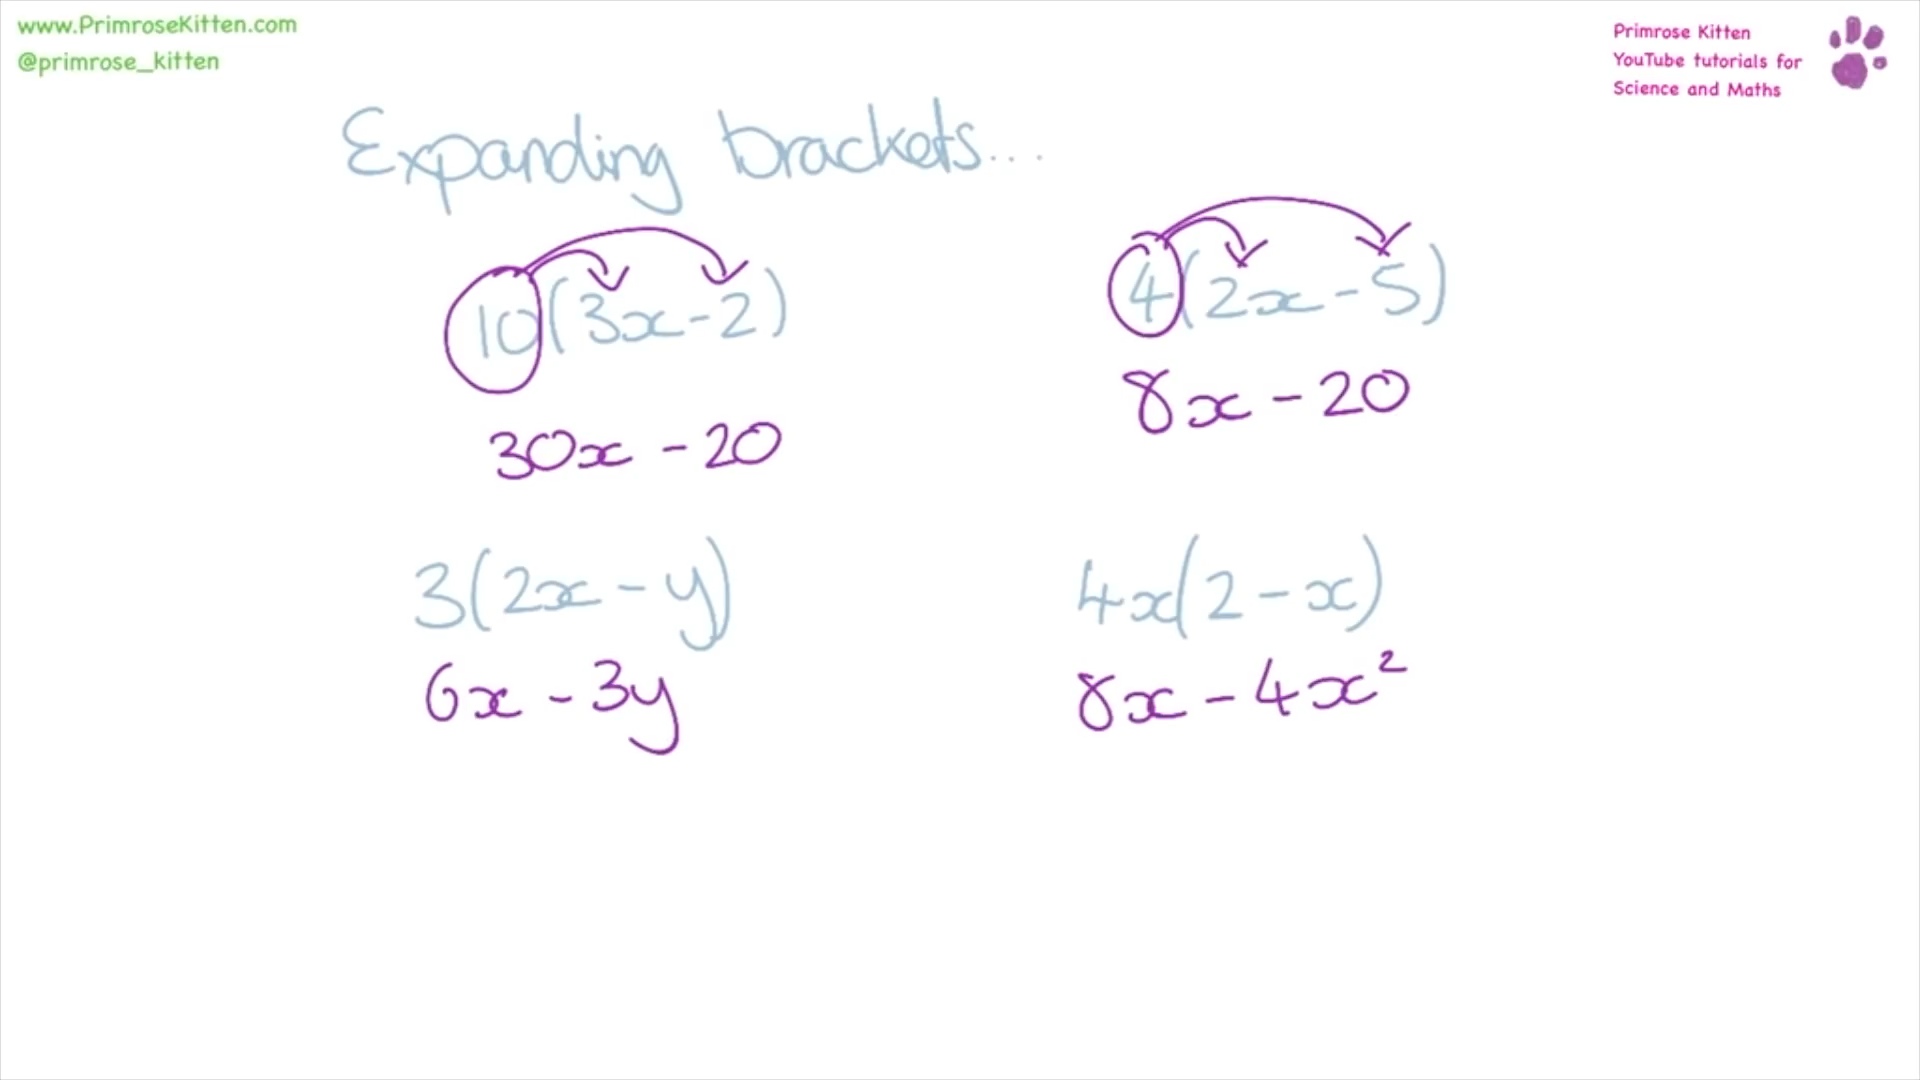 www.PrimroseKitten.com
@primrose_kitten
Primrose Kitten
YouTube tutorials for
Science and Maths
Expanding brackets...
10(3x-2)
30x - 20
4(2x-5)
8x - 20
3(2x-y)
6x - 3y
4x(2-x)
8x - 4x²